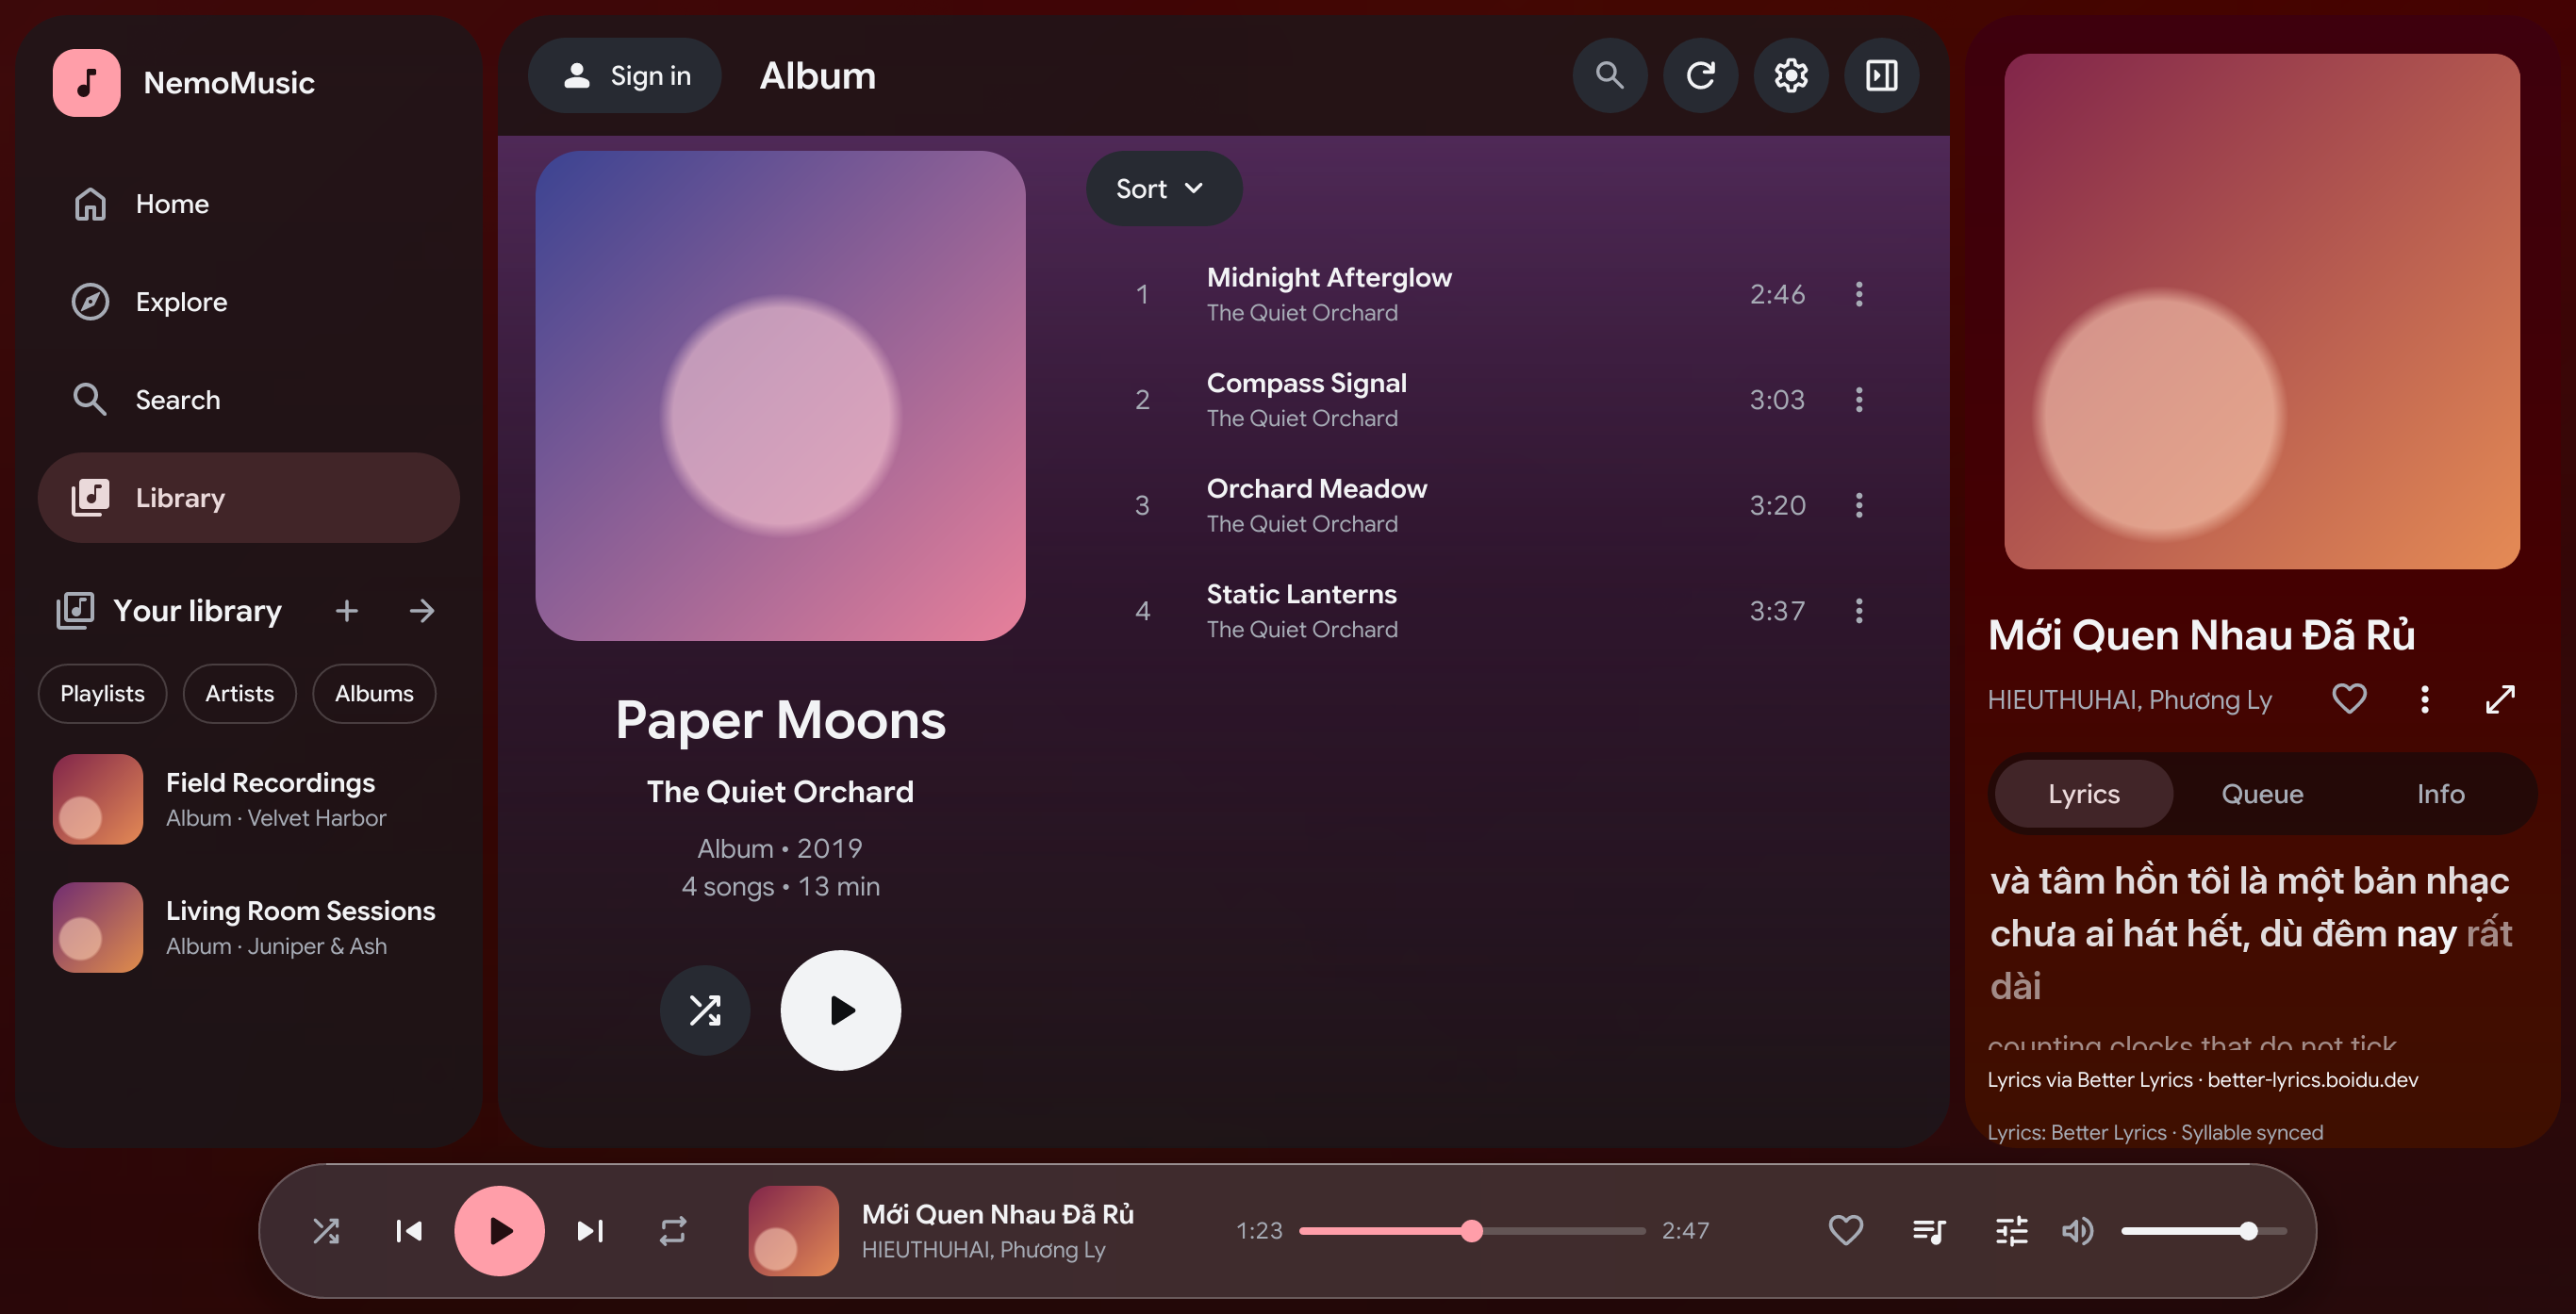 NemoMusic
Home
Explore
Search
Library
Your library
Playlists
Artists
Albums
Field Recordings
Album · Velvet Harbor
Living Room Sessions
Album · Juniper & Ash
Sign in
Album
Paper Moons
The Quiet Orchard
Album • 2019
4 songs • 13 min
Sort
1
Midnight Afterglow
The Quiet Orchard
2:46
2
Compass Signal
The Quiet Orchard
3:03
3
Orchard Meadow
The Quiet Orchard
3:20
4
Static Lanterns
The Quiet Orchard
3:37
Mới Quen Nhau Đã Rủ
HIEUTHUHAI, Phương Ly
Lyrics
Queue
Info
và tâm hồn tôi là một bản nhạc
chưa ai hát hết, dù đêm nay rất
dài
counting clocks that do not tick
Lyrics via Better Lyrics · better-lyrics.boidu.dev
Lyrics: Better Lyrics · Syllable synced
Mới Quen Nhau Đã Rủ
HIEUTHUHAI, Phương Ly
1:23
2:47